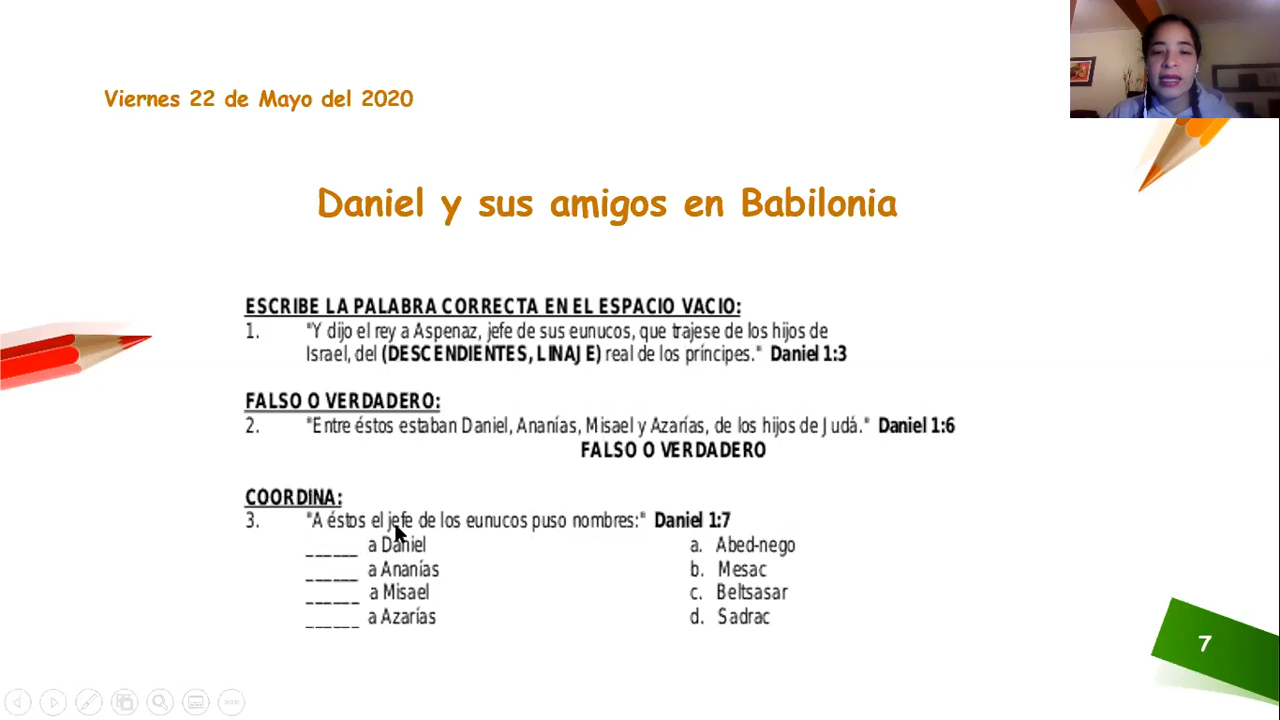 Viernes 22 de Mayo del 2020
Daniel y sus amigos en Babilonia
ESCRIBE LA PALABRA CORRECTA EN EL ESPACIO VACIO:
1. "Y dijo el rey a Aspenaz, jefe de sus eunucos, que trajese de los hijos de
Israel, del (DESCENDIENTES, LINAJE) real de los príncipes." Daniel 1:3
FALSO O VERDADERO:
2. "Entre éstos estaban Daniel, Ananías, Misael y Azarías, de los hijos de Judá." Daniel 1:6
FALSO O VERDADERO
COORDINA:
3. "A éstos el jefe de los eunucos puso nombres:" Daniel 1:7
______ a Daniel a. Abed-nego
______ a Ananías b. Mesac
______ a Misael c. Beltsasar
______ a Azarías d. Sadrac
7